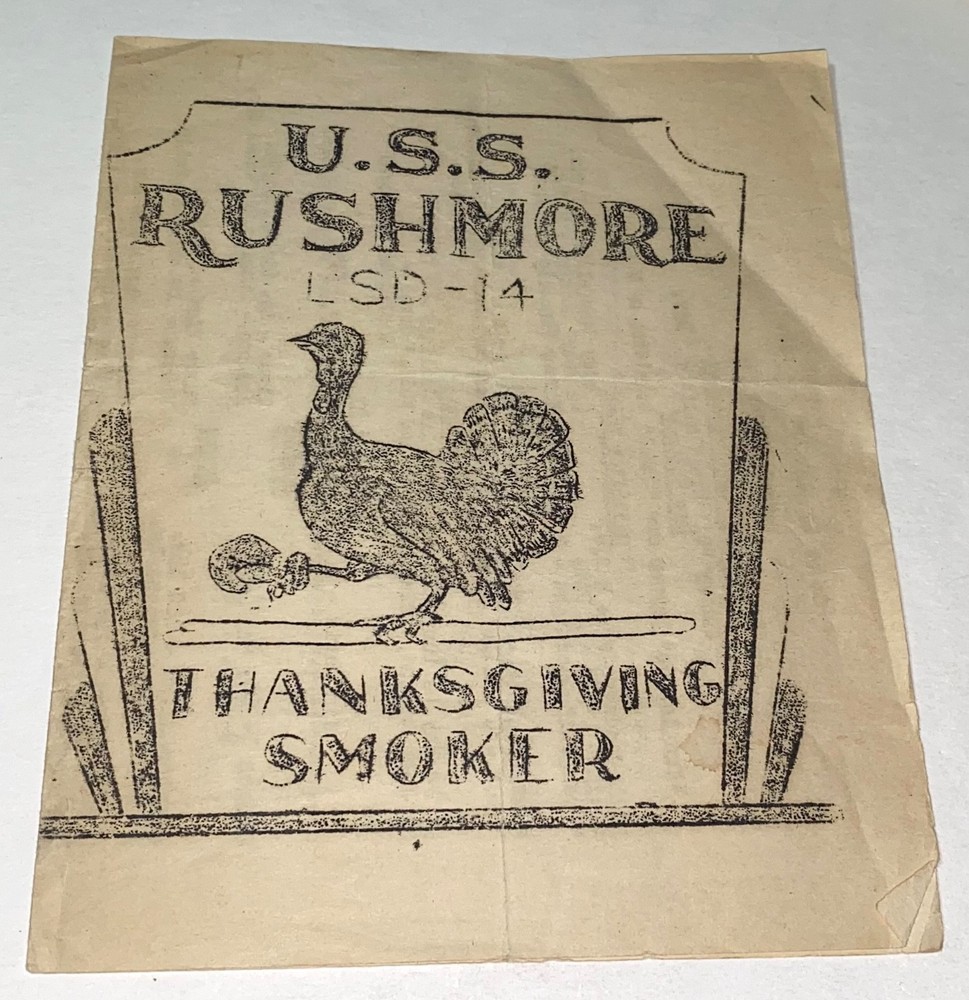 U.S.S.
RUSHMORE
LSD-14
THANKSGIVING
SMOKER